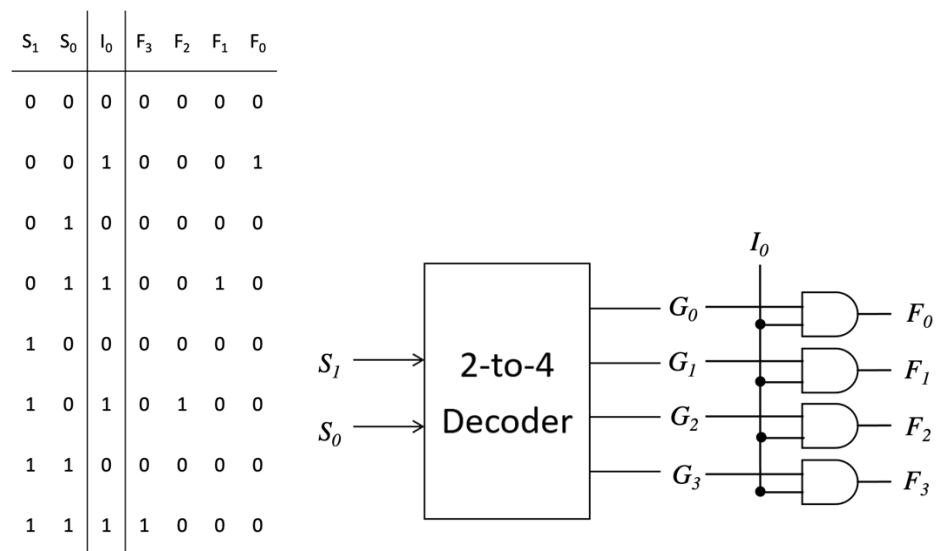 S₁ S₀ I₀ F₃ F₂ F₁ F₀
0 0 0 0 0 0 0
0 0 1 0 0 0 1
0 1 0 0 0 0 0
0 1 1 0 0 1 0
1 0 0 0 0 0 0
1 0 1 0 1 0 0
1 1 0 0 0 0 0
1 1 1 1 0 0 0
S₁
S₀
2-to-4
Decoder
I₀
G₀ F₀
G₁ F₁
G₂ F₂
G₃ F₃